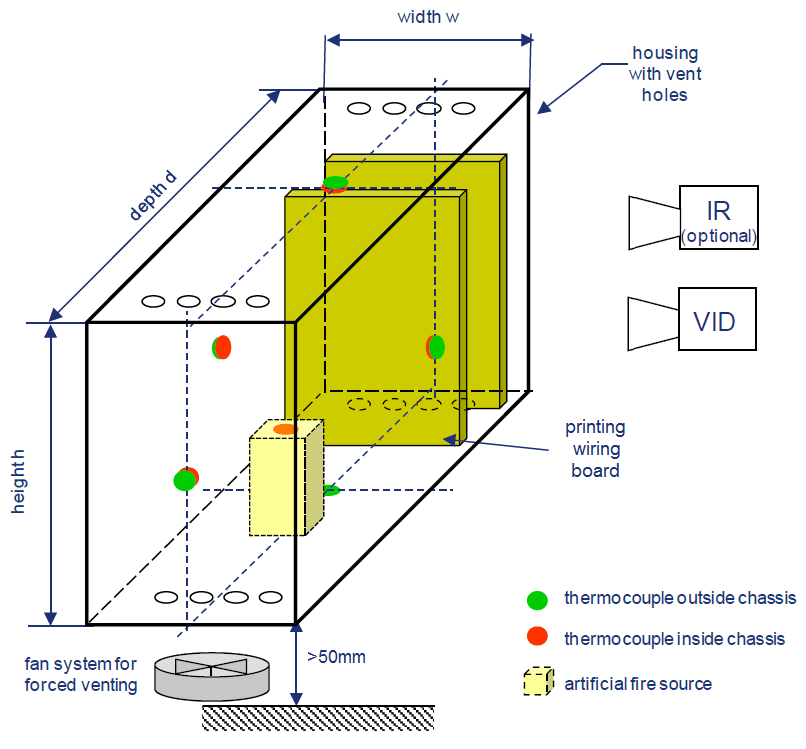 width w
housing
with vent
holes
depth d
IR
(optional)
VID
height h
printing
wiring
board
thermocouple outside chassis
thermocouple inside chassis
artificial fire source
>50mm
fan system for
forced venting